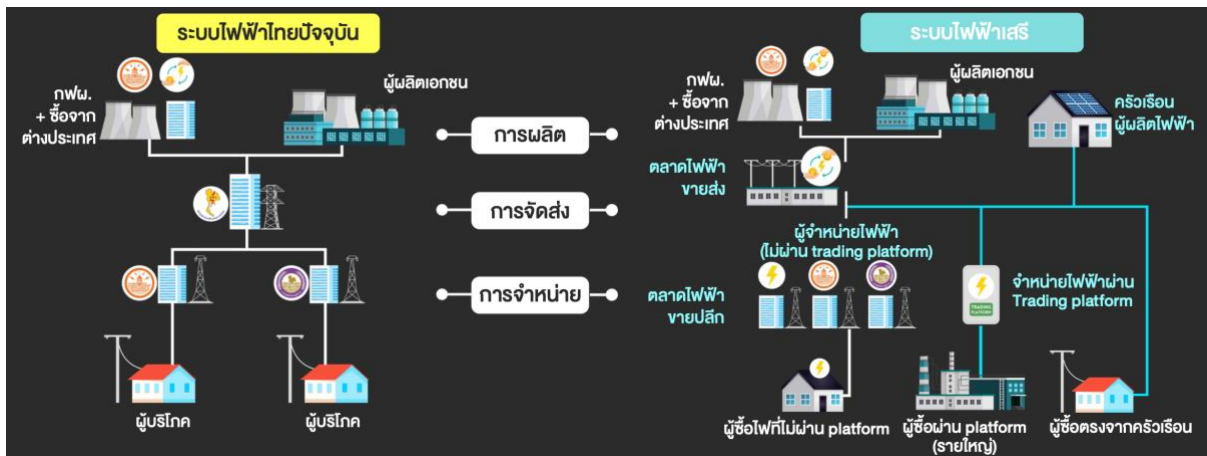 ระบบไฟฟ้าไทยปัจจุบัน
กฟผ.
+ ซื้อจาก
ต่างประเทศ
ผู้ผลิตเอกชน
ผู้บริโภค
ผู้บริโภค
การผลิต
การจัดส่ง
การจำหน่าย
ระบบไฟฟ้าเสรี
กฟผ.
+ ซื้อจาก
ต่างประเทศ
ผู้ผลิตเอกชน
ครัวเรือน
ผู้ผลิตไฟฟ้า
ตลาดไฟฟ้า
ขายส่ง
ผู้จำหน่ายไฟฟ้า
(ไม่ผ่าน trading platform)
ตลาดไฟฟ้า
ขายปลีก
TRADING
PLATFORM
จำหน่ายไฟฟ้าผ่าน
Trading platform
ผู้ซื้อไฟที่ไม่ผ่าน platform
ผู้ซื้อผ่าน platform
(รายใหญ่)
ผู้ซื้อตรงจากครัวเรือน